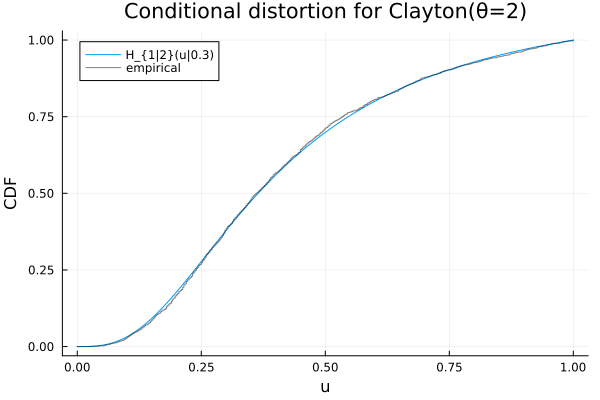 Conditional distortion for Clayton(θ=2)
H_{1|2}(u|0.3)
empirical
CDF
1.00
0.75
0.50
0.25
0.00
0.00
0.25
0.50
0.75
1.00
u